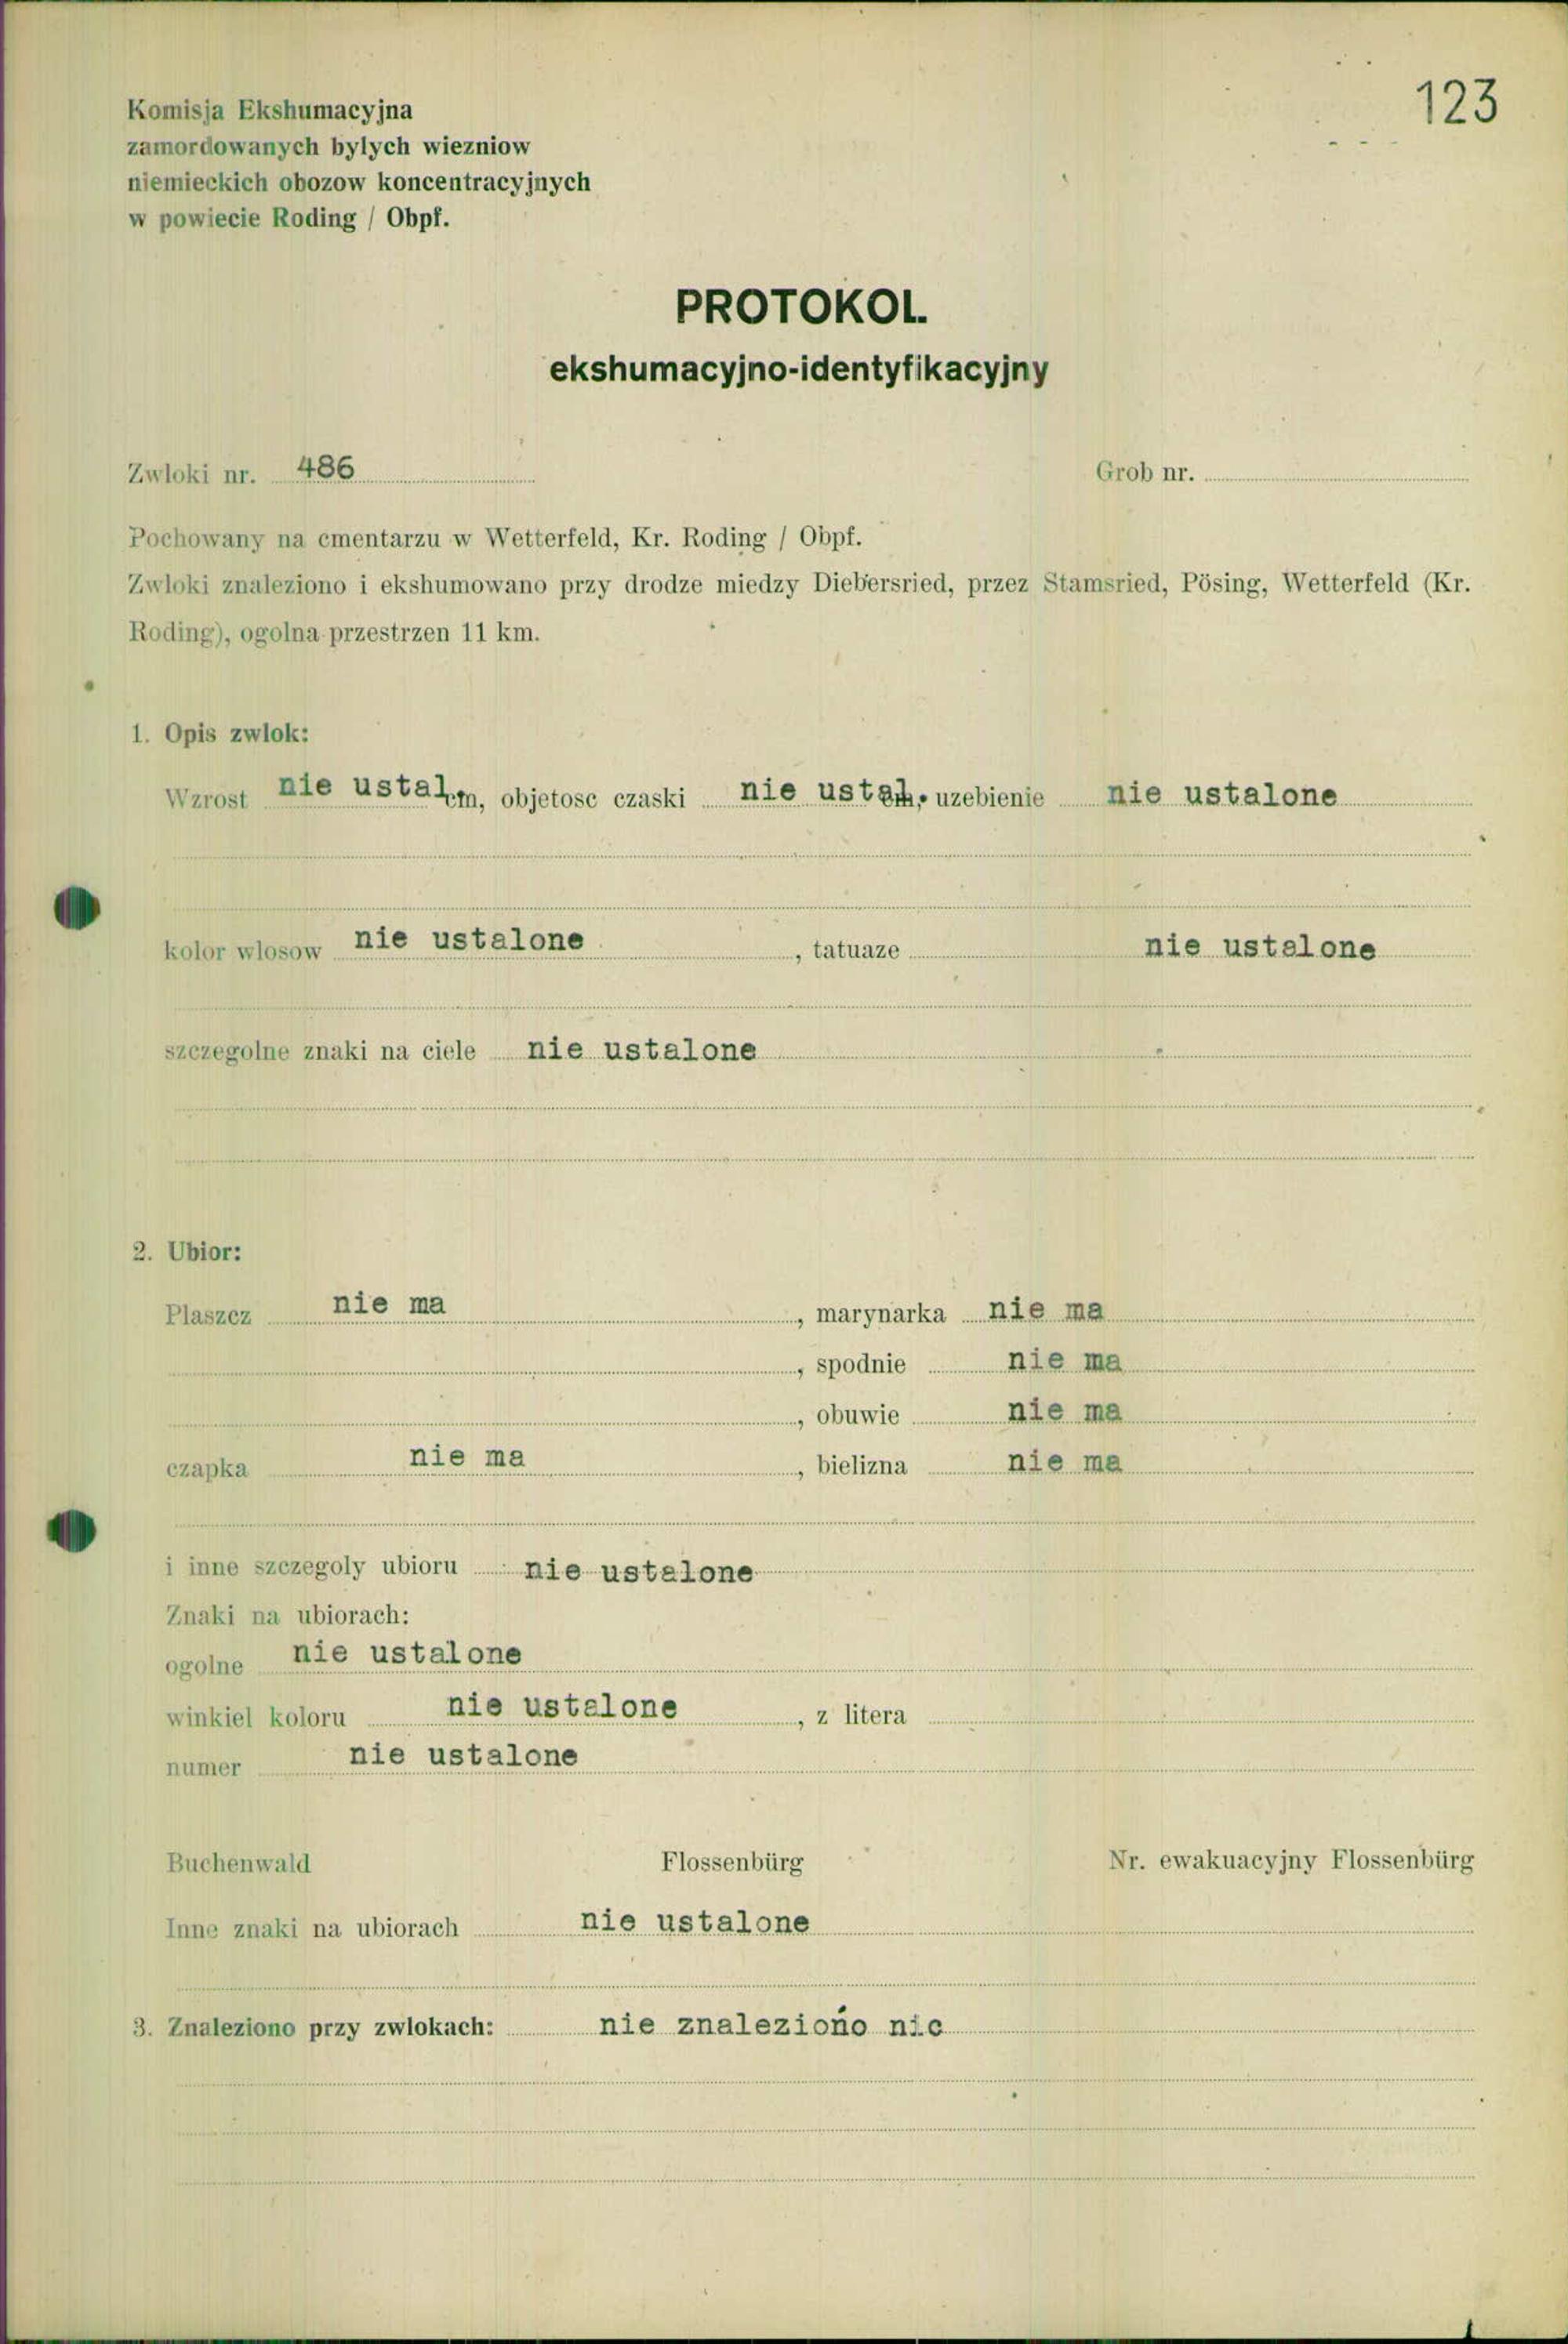 123
Komisja Ekshumacyjna
zamordowanych bylych wiezniow
niemieckich obozow koncentracyjnych
w powiecie Roding / Obpf.
PROTOKOL
ekshumacyjno-identyfikacyjny
Zwloki nr. 486 Grob nr.
Pochowany na cmentarzu w Wetterfeld, Kr. Roding / Obpf.
Zwloki znaleziono i ekshumowano przy drodze miedzy Diebersried, przez Stamsried, Pösing, Wetterfeld (Kr.
Roding), ogolna przestrzen 11 km.
1. Opis zwlok:
Wzrost nie ustal. cm, objetosc czaski nie ustal. uzebienie nie ustalone
kolor wlosow nie ustalone, tatuaze nie ustalone
szczegolne znaki na ciele nie ustalone
2. Ubior:
Plaszcz nie ma, marynarka nie ma
, spodnie nie ma
, obuwie nie ma
czapka nie ma, bielizna nie ma
i inne szczegoly ubioru nie ustalone
Znaki na ubiorach:
ogolne nie ustalone
winkiel koloru nie ustalone, z litera
numer nie ustalone
Buchenwald Flossenbürg Nr. ewakuacyjny Flossenbürg
Inne znaki na ubiorach nie ustalone
3. Znaleziono przy zwlokach: nie znaleziono nic